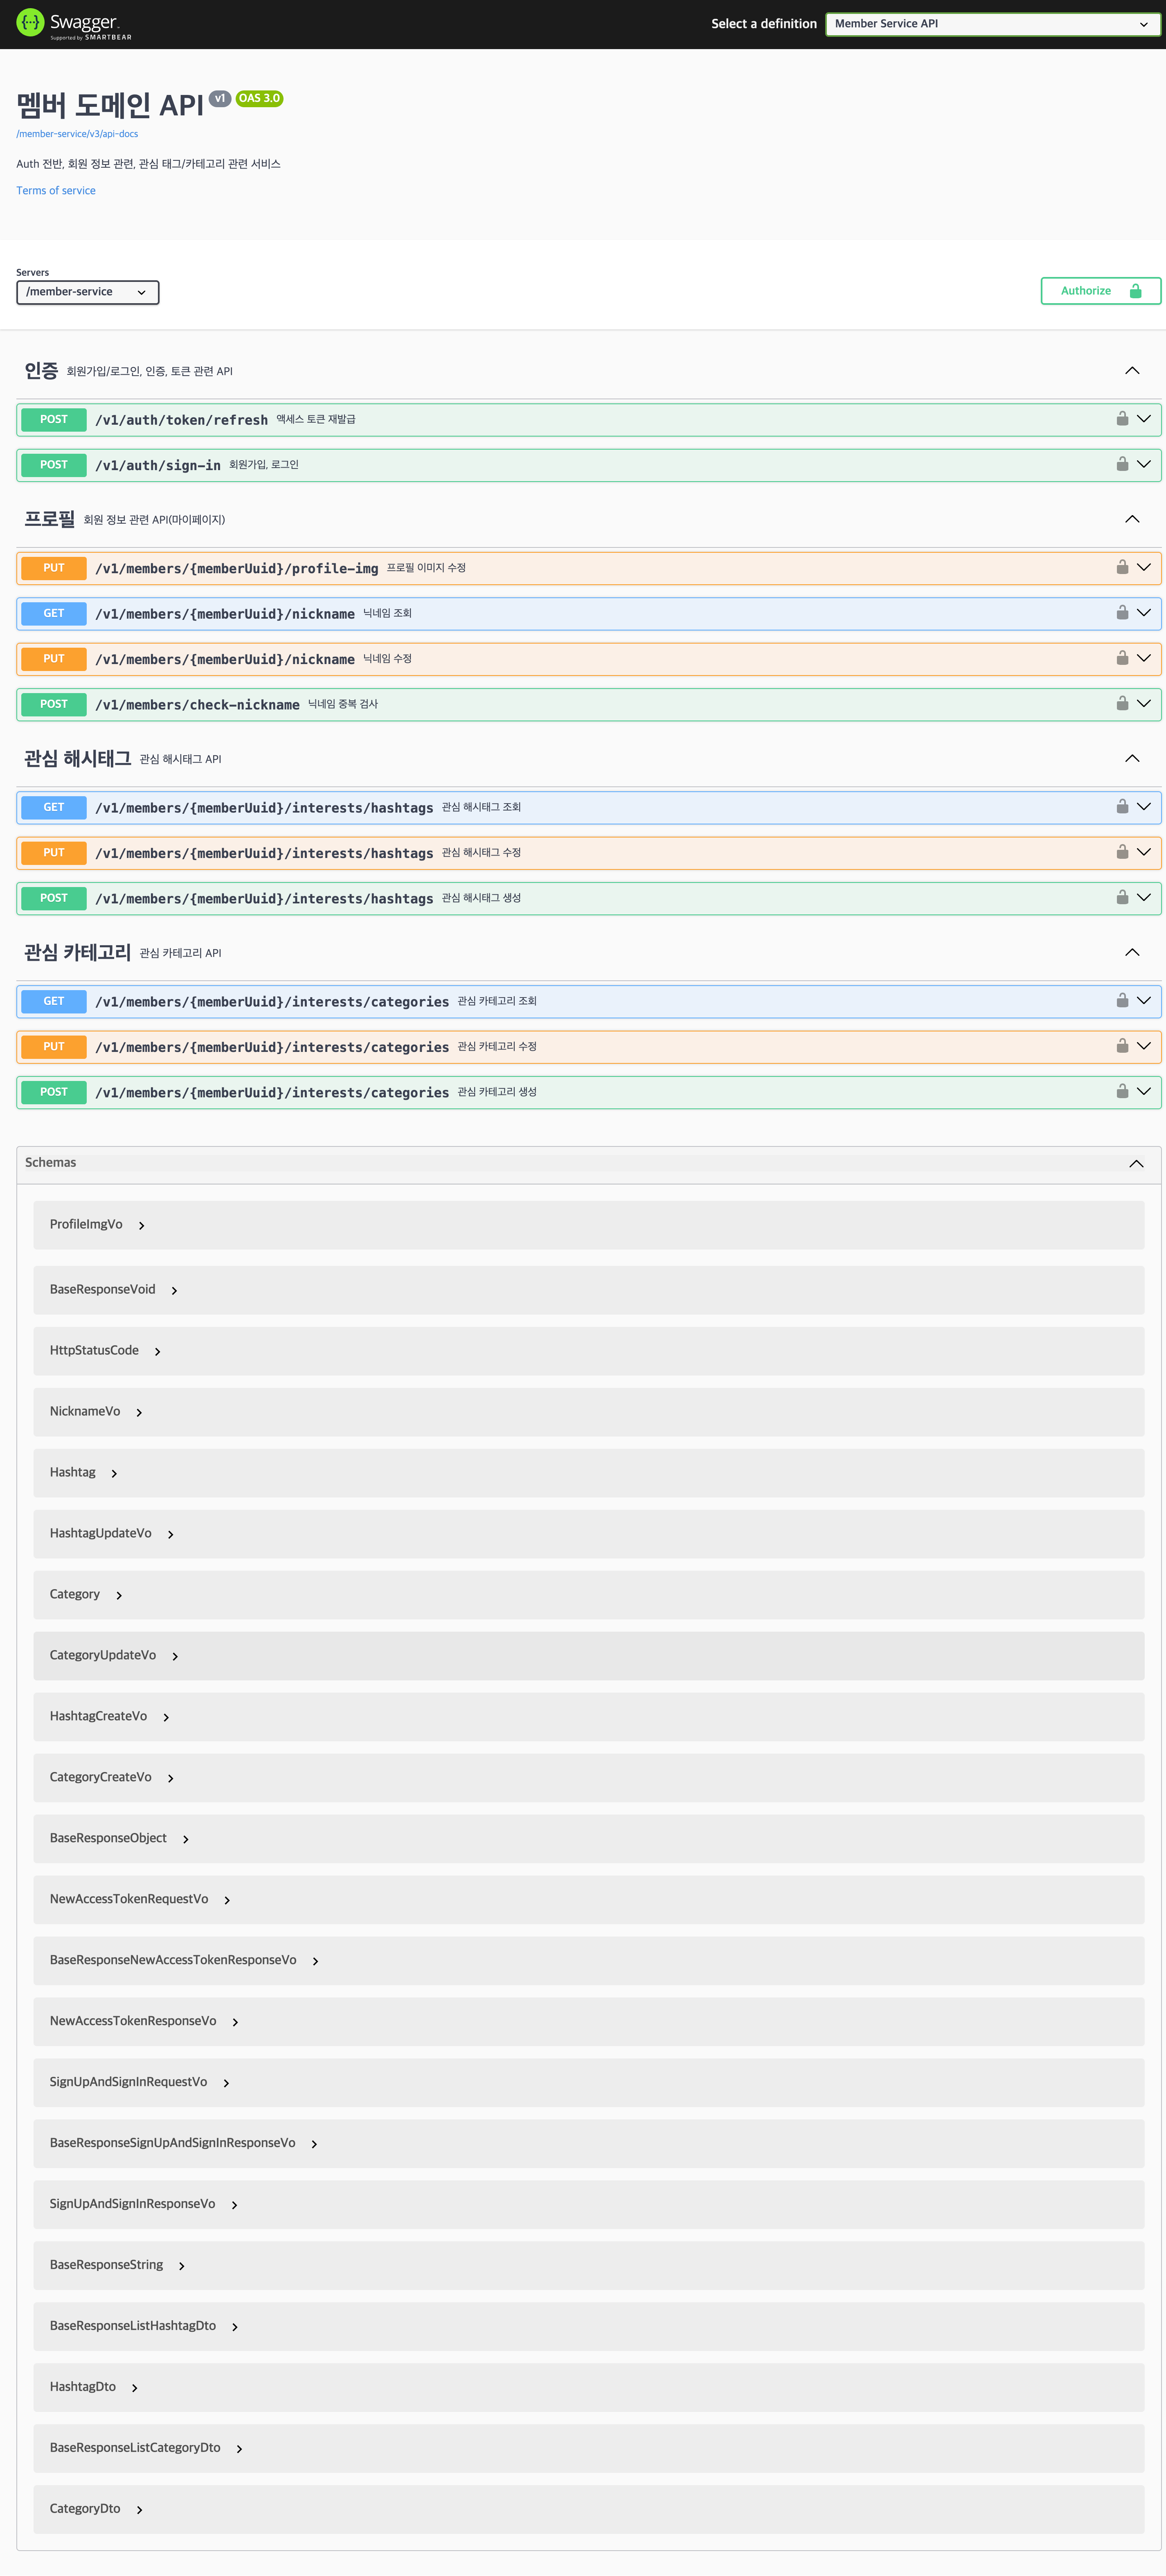 Swagger
Supported by SMARTBEAR
Select a definition
Member Service API
멤버 도메인 API v1 OAS 3.0
/member-service/v3/api-docs
Auth 전반, 회원 정보 관련, 관심 태그/카테고리 관련 서비스
Terms of service
Servers
/member-service
Authorize
인증 회원가입/로그인, 인증, 토큰 관련 API
POST /v1/auth/token/refresh 액세스 토큰 재발급
POST /v1/auth/sign-in 회원가입, 로그인
프로필 회원 정보 관련 API(마이페이지)
PUT /v1/members/{memberUuid}/profile-img 프로필 이미지 수정
GET /v1/members/{memberUuid}/nickname 닉네임 조회
PUT /v1/members/{memberUuid}/nickname 닉네임 수정
POST /v1/members/check-nickname 닉네임 중복 검사
관심 해시태그 관심 해시태그 API
GET /v1/members/{memberUuid}/interests/hashtags 관심 해시태그 조회
PUT /v1/members/{memberUuid}/interests/hashtags 관심 해시태그 수정
POST /v1/members/{memberUuid}/interests/hashtags 관심 해시태그 생성
관심 카테고리 관심 카테고리 API
GET /v1/members/{memberUuid}/interests/categories 관심 카테고리 조회
PUT /v1/members/{memberUuid}/interests/categories 관심 카테고리 수정
POST /v1/members/{memberUuid}/interests/categories 관심 카테고리 생성
Schemas
ProfileImgVo
BaseResponseVoid
HttpStatusCode
NicknameVo
Hashtag
HashtagUpdateVo
Category
CategoryUpdateVo
HashtagCreateVo
CategoryCreateVo
BaseResponseObject
NewAccessTokenRequestVo
BaseResponseNewAccessTokenResponseVo
NewAccessTokenResponseVo
SignUpAndSignInRequestVo
BaseResponseSignUpAndSignInResponseVo
SignUpAndSignInResponseVo
BaseResponseString
BaseResponseListHashtagDto
HashtagDto
BaseResponseListCategoryDto
CategoryDto